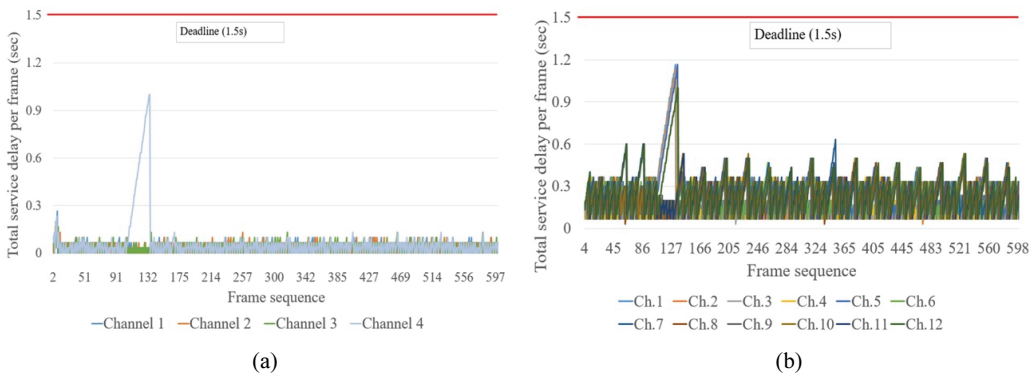 Total service delay per frame (sec)
1.5
1.2
0.9
0.6
0.3
0
Deadline (1.5s)
2 51 91 132 175 214 257 300 342 385 427 469 514 556 597
Frame sequence
Channel 1 Channel 2 Channel 3 Channel 4
(a)
Total service delay per frame (sec)
1.5
1.2
0.9
0.6
0.3
0
Deadline (1.5s)
4 45 86 127 166 205 246 284 324 365 405 445 483 521 560 598
Frame sequence
Ch.1 Ch.2 Ch.3 Ch.4 Ch.5 Ch.6
Ch.7 Ch.8 Ch.9 Ch.10 Ch.11 Ch.12
(b)